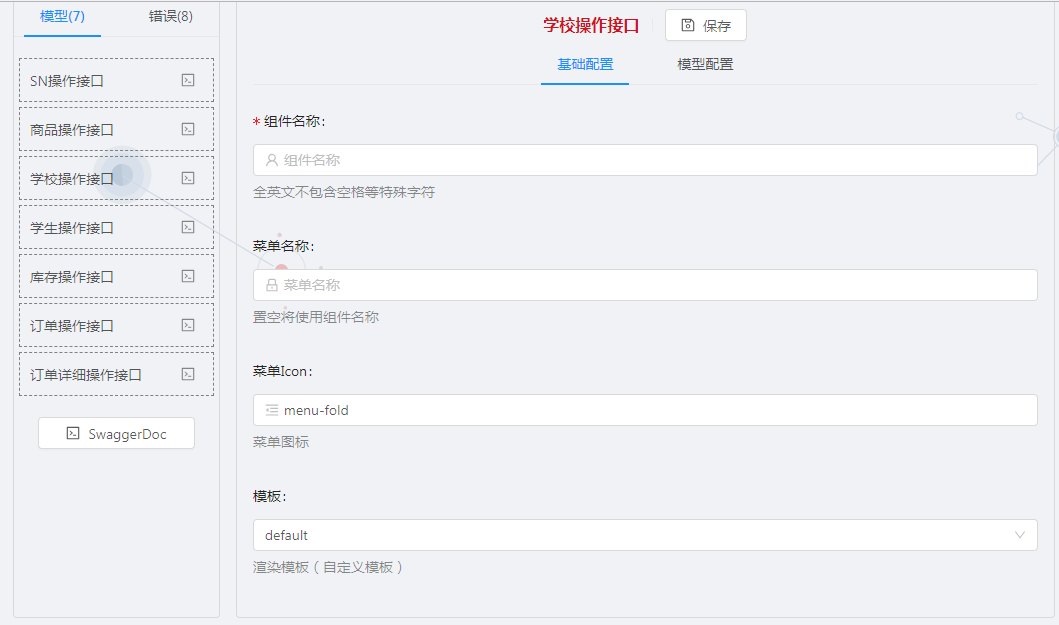 模型(7)
错误(8)
SN操作接口
商品操作接口
学校操作接口
学生操作接口
库存操作接口
订单操作接口
订单详细操作接口
SwaggerDoc
学校操作接口
保存
基础配置
模型配置
* 组件名称:
组件名称
全英文不包含空格等特殊字符
菜单名称:
菜单名称
置空将使用组件名称
菜单Icon:
menu-fold
菜单图标
模板:
default
渲染模板（自定义模板）